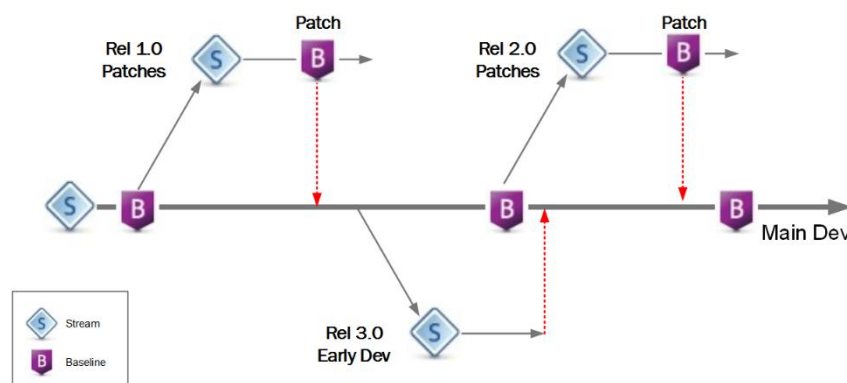 Patch
Rel 1.0
Patches
S
B
Patch
Rel 2.0
Patches
S
B
S
B
B
B
Main Dev
Rel 3.0
Early Dev
S
S
Stream
B
Baseline